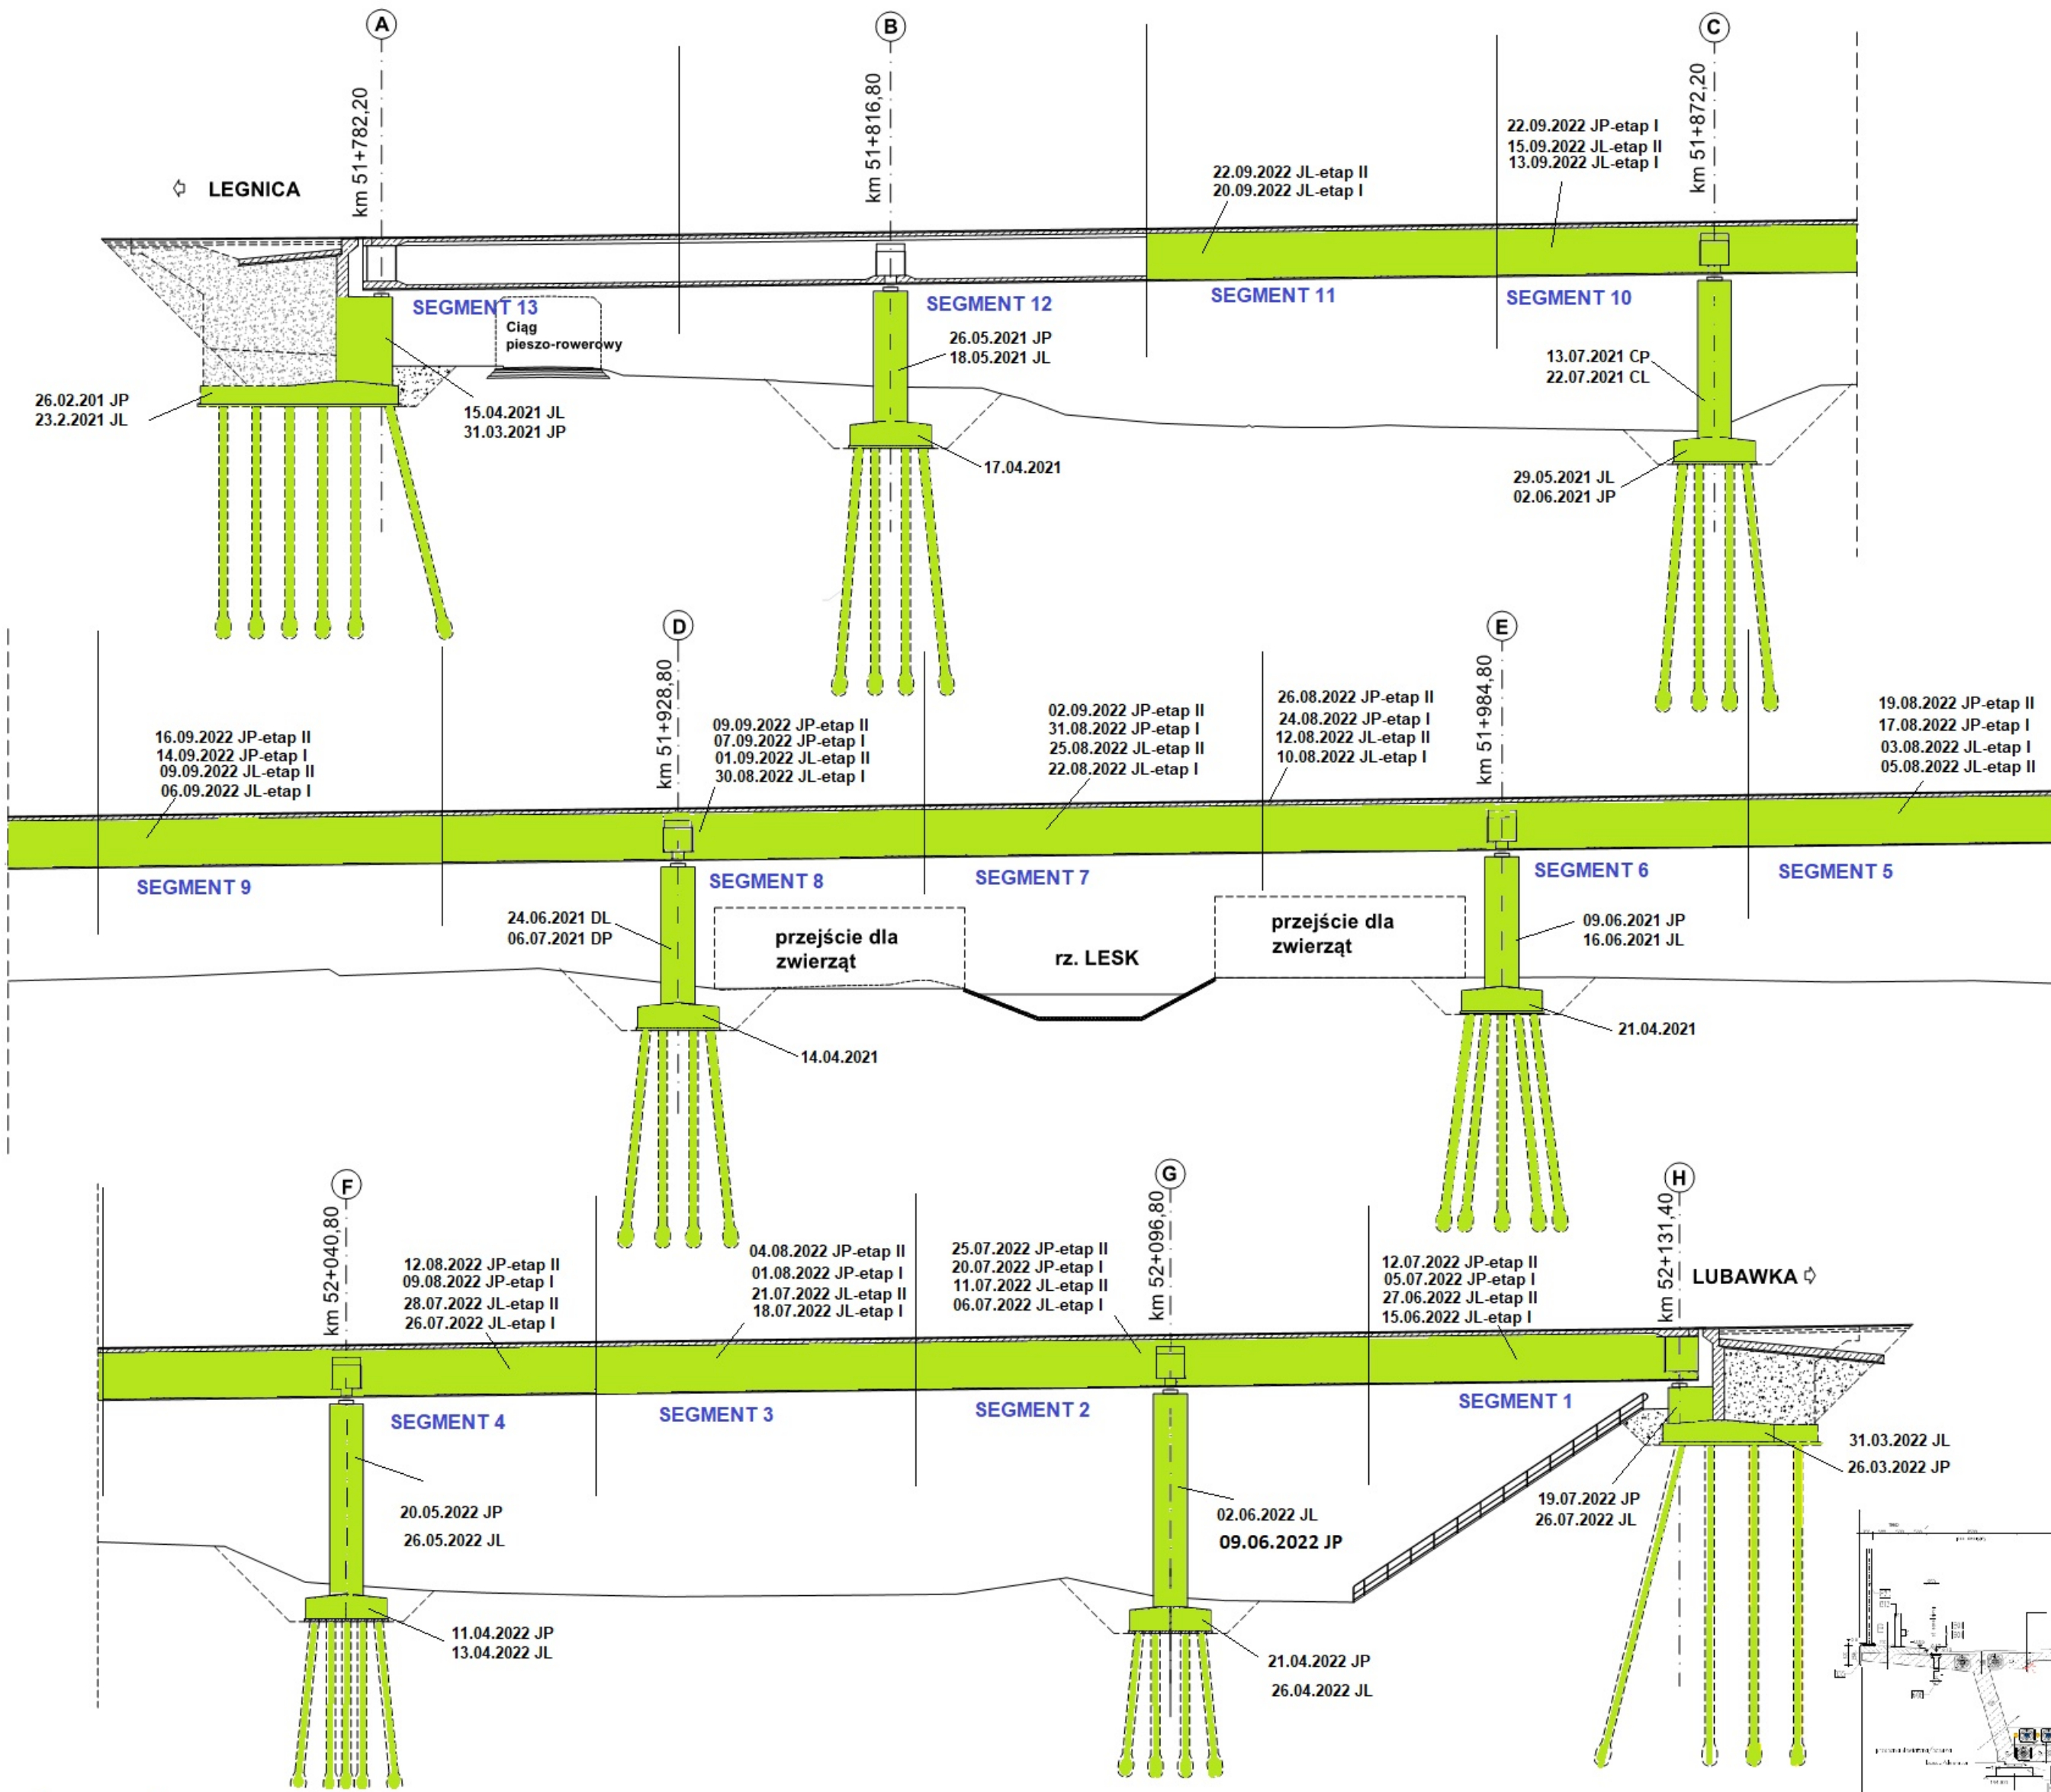 A
B
C
km 51+782,20
km 51+816,80
km 51+872,20
LEGNICA
22.09.2022 JL-etap II
20.09.2022 JL-etap I
22.09.2022 JP-etap I
15.09.2022 JL-etap II
13.09.2022 JL-etap I
SEGMENT 13
SEGMENT 12
SEGMENT 11
SEGMENT 10
Ciąg
pieszo-rowerowy
26.05.2021 JP
18.05.2021 JL
13.07.2021 CP
22.07.2021 CL
26.02.201 JP
23.2.2021 JL
15.04.2021 JL
31.03.2021 JP
17.04.2021
29.05.2021 JL
02.06.2021 JP
D
E
km 51+928,80
km 51+984,80
16.09.2022 JP-etap II
14.09.2022 JP-etap I
09.09.2022 JL-etap II
06.09.2022 JL-etap I
09.09.2022 JP-etap II
07.09.2022 JP-etap I
01.09.2022 JL-etap II
30.08.2022 JL-etap I
02.09.2022 JP-etap II
31.08.2022 JP-etap I
25.08.2022 JL-etap II
22.08.2022 JL-etap I
26.08.2022 JP-etap II
24.08.2022 JP-etap I
12.08.2022 JL-etap II
10.08.2022 JL-etap I
19.08.2022 JP-etap II
17.08.2022 JP-etap I
03.08.2022 JL-etap I
05.08.2022 JL-etap II
SEGMENT 9
SEGMENT 8
SEGMENT 7
SEGMENT 6
SEGMENT 5
24.06.2021 DL
06.07.2021 DP
przejście dla
zwierząt
rz. LESK
przejście dla
zwierząt
09.06.2021 JP
16.06.2021 JL
14.04.2021
21.04.2021
F
G
H
km 52+040,80
km 52+096,80
km 52+131,40
12.08.2022 JP-etap II
09.08.2022 JP-etap I
28.07.2022 JL-etap II
26.07.2022 JL-etap I
04.08.2022 JP-etap II
01.08.2022 JP-etap I
21.07.2022 JL-etap II
18.07.2022 JL-etap I
25.07.2022 JP-etap II
20.07.2022 JP-etap I
11.07.2022 JL-etap II
06.07.2022 JL-etap I
12.07.2022 JP-etap II
05.07.2022 JP-etap I
27.06.2022 JL-etap II
15.06.2022 JL-etap I
LUBAWKA
SEGMENT 4
SEGMENT 3
SEGMENT 2
SEGMENT 1
20.05.2022 JP
26.05.2022 JL
02.06.2022 JL
09.06.2022 JP
19.07.2022 JP
26.07.2022 JL
31.03.2022 JL
26.03.2022 JP
11.04.2022 JP
13.04.2022 JL
21.04.2022 JP
26.04.2022 JL